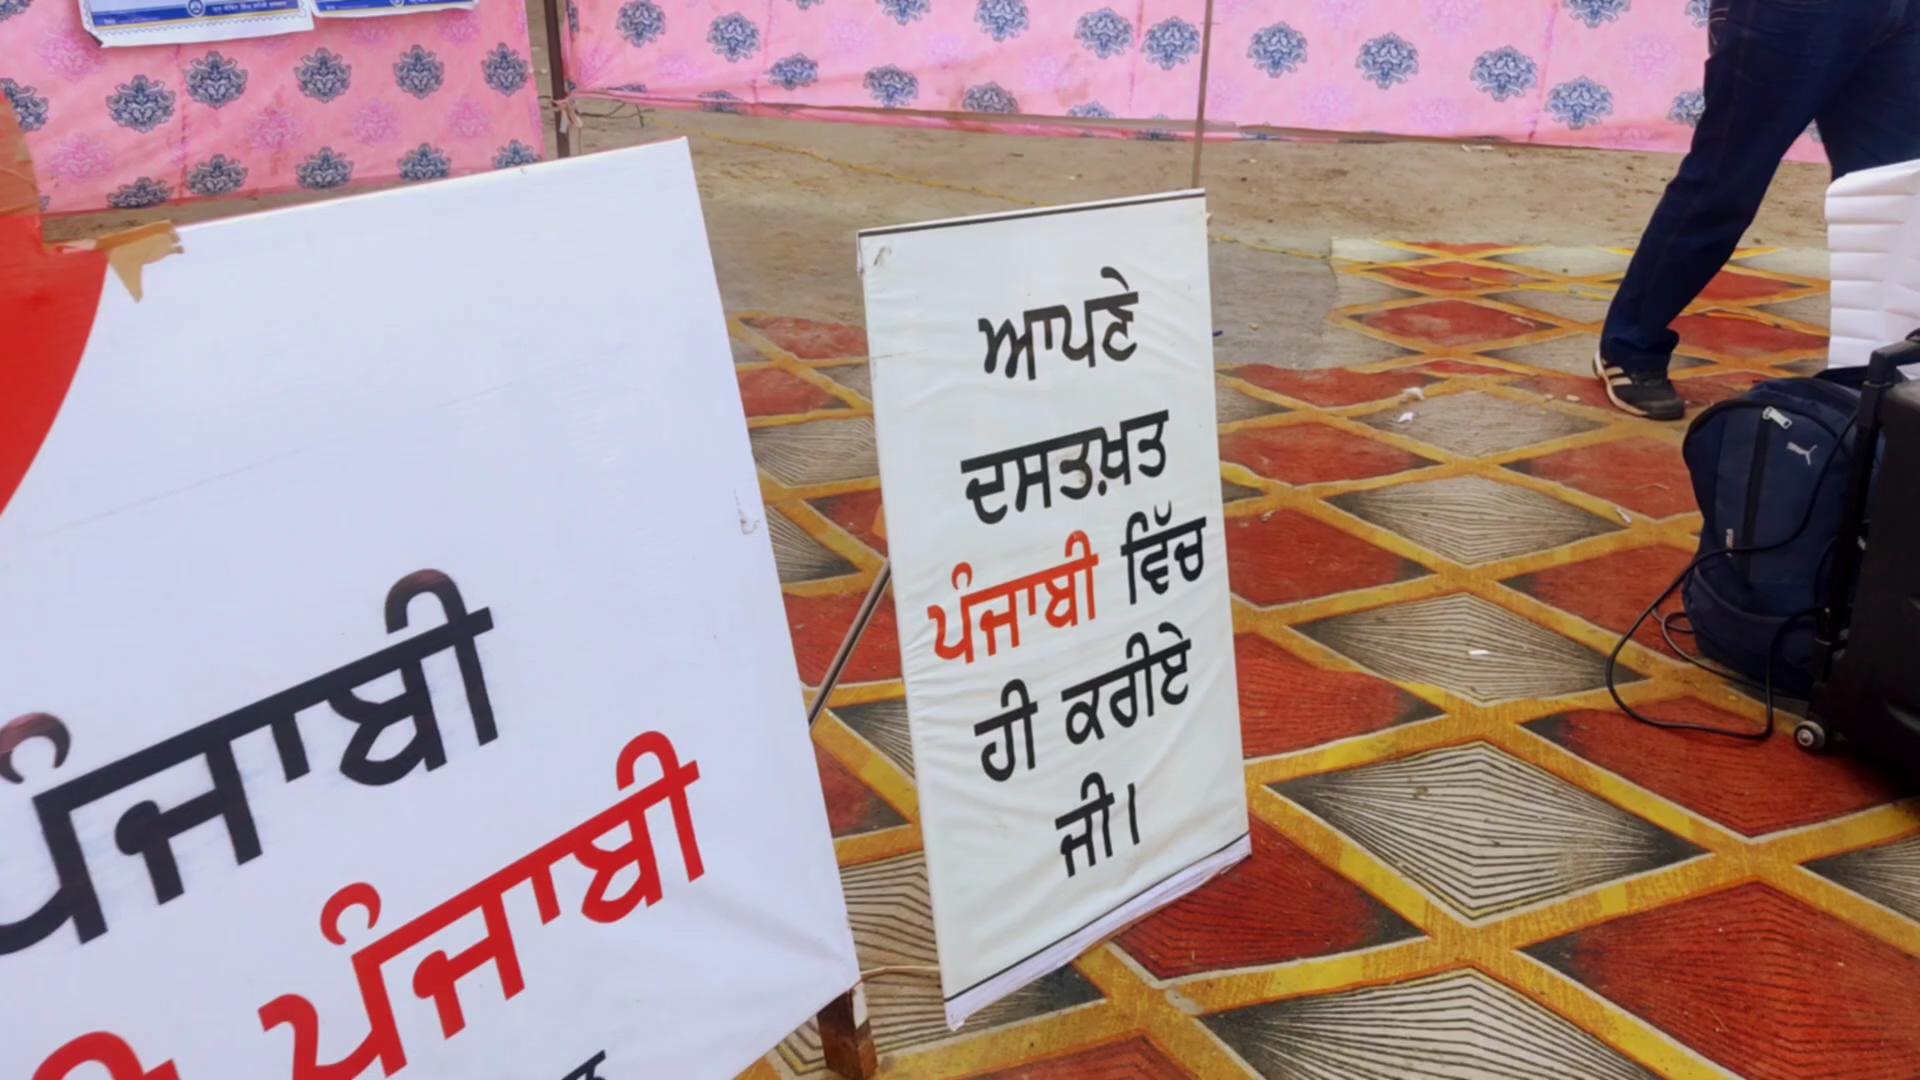 ਪੰਜਾਬੀ
ਪੰਜਾਬੀ
ਆਪਣੇ
ਦਸਤਖ਼ਤ
ਪੰਜਾਬੀ ਵਿੱਚ
ਹੀ ਕਰੀਏ
ਜੀ।